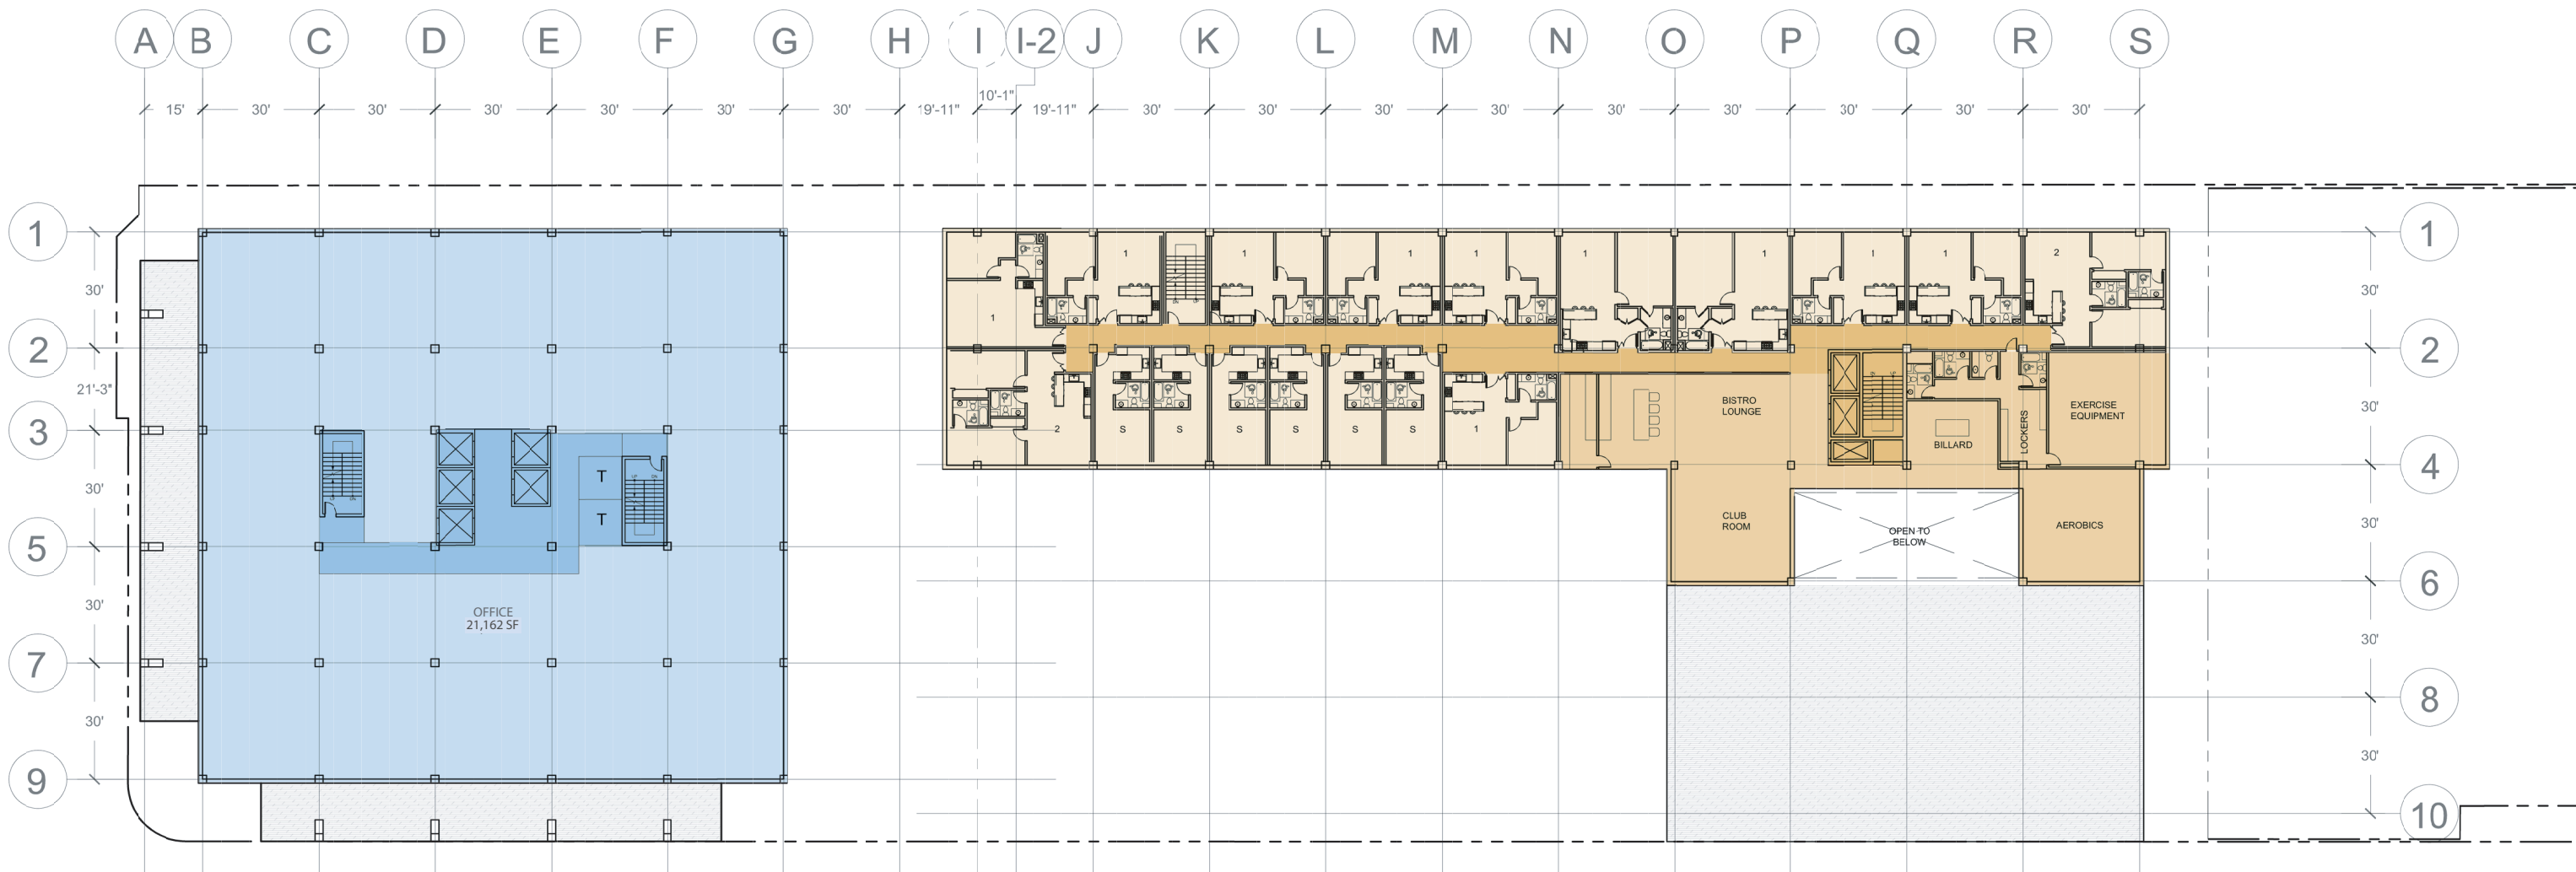 A B C D E F G H I I-2 J K L M N O P Q R S
15' 30' 30' 30' 30' 30' 30' 19'-11" 10'-1" 19'-11" 30' 30' 30' 30' 30' 30' 30' 30' 30'
1 1
30' 30'
1 1 1 1 1 1 1 1 1 2
1
2 2
21'-3" 30'
3
BISTRO
LOUNGE
EXERCISE
EQUIPMENT
LOCKERS
BILLARD
2 S S S S S S 1
4
30' 30'
T
T
CLUB
ROOM
OPEN TO
BELOW
AEROBICS
5
6
30' 30'
OFFICE
21,162 SF
7
8
30' 30'
9
10